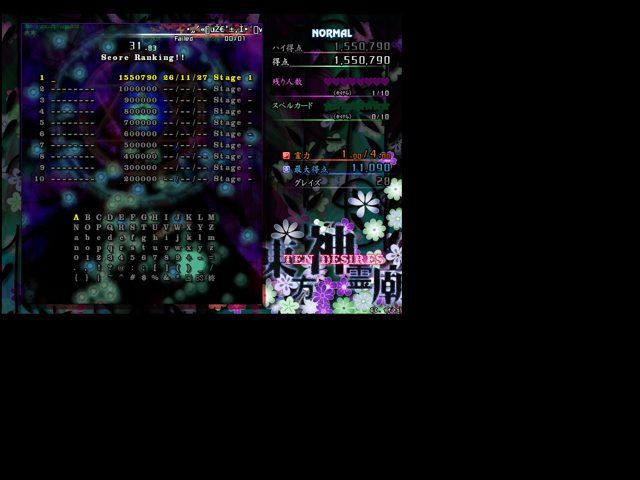 Failed 00/01
31.83
Score Ranking!!
1 _ 1550790 26/11/27 Stage 1
2 -------- 1000000 --/--/-- Stage -
3 -------- 900000 --/--/-- Stage -
4 -------- 800000 --/--/-- Stage -
5 -------- 700000 --/--/-- Stage -
6 -------- 600000 --/--/-- Stage -
7 -------- 500000 --/--/-- Stage -
8 -------- 400000 --/--/-- Stage -
9 -------- 300000 --/--/-- Stage -
10 -------- 200000 --/--/-- Stage -
A B C D E F G H I J K L M
N O P Q R S T U V W X Y Z
a b c d e f g h i j k l m
n o p q r s t u v w x y z
0 1 2 3 4 5 6 7 8 9 + - =
NORMAL
ハイ得点 1,550,790
得点 1,550,790
残り人数
1/10
スペルカード
0/10
霊力 1.00/4.00
最大得点 11,090
グレイズ 20
東方神霊廟
TEN DESIRES